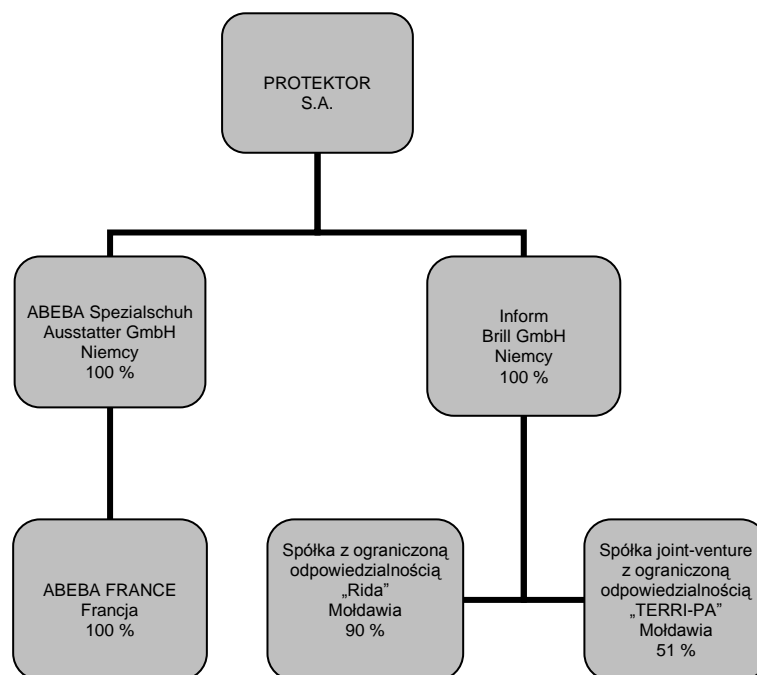 PROTEKTOR
S.A.
ABEBA Spezialschuh
Ausstatter GmbH
Niemcy
100 %
Inform
Brill GmbH
Niemcy
100 %
ABEBA FRANCE
Francja
100 %
Spółka z ograniczoną
odpowiedzialnością
„Rida”
Mołdawia
90 %
Spółka joint-venture
z ograniczoną
odpowiedzialnością
„TERRI-PA”
Mołdawia
51 %